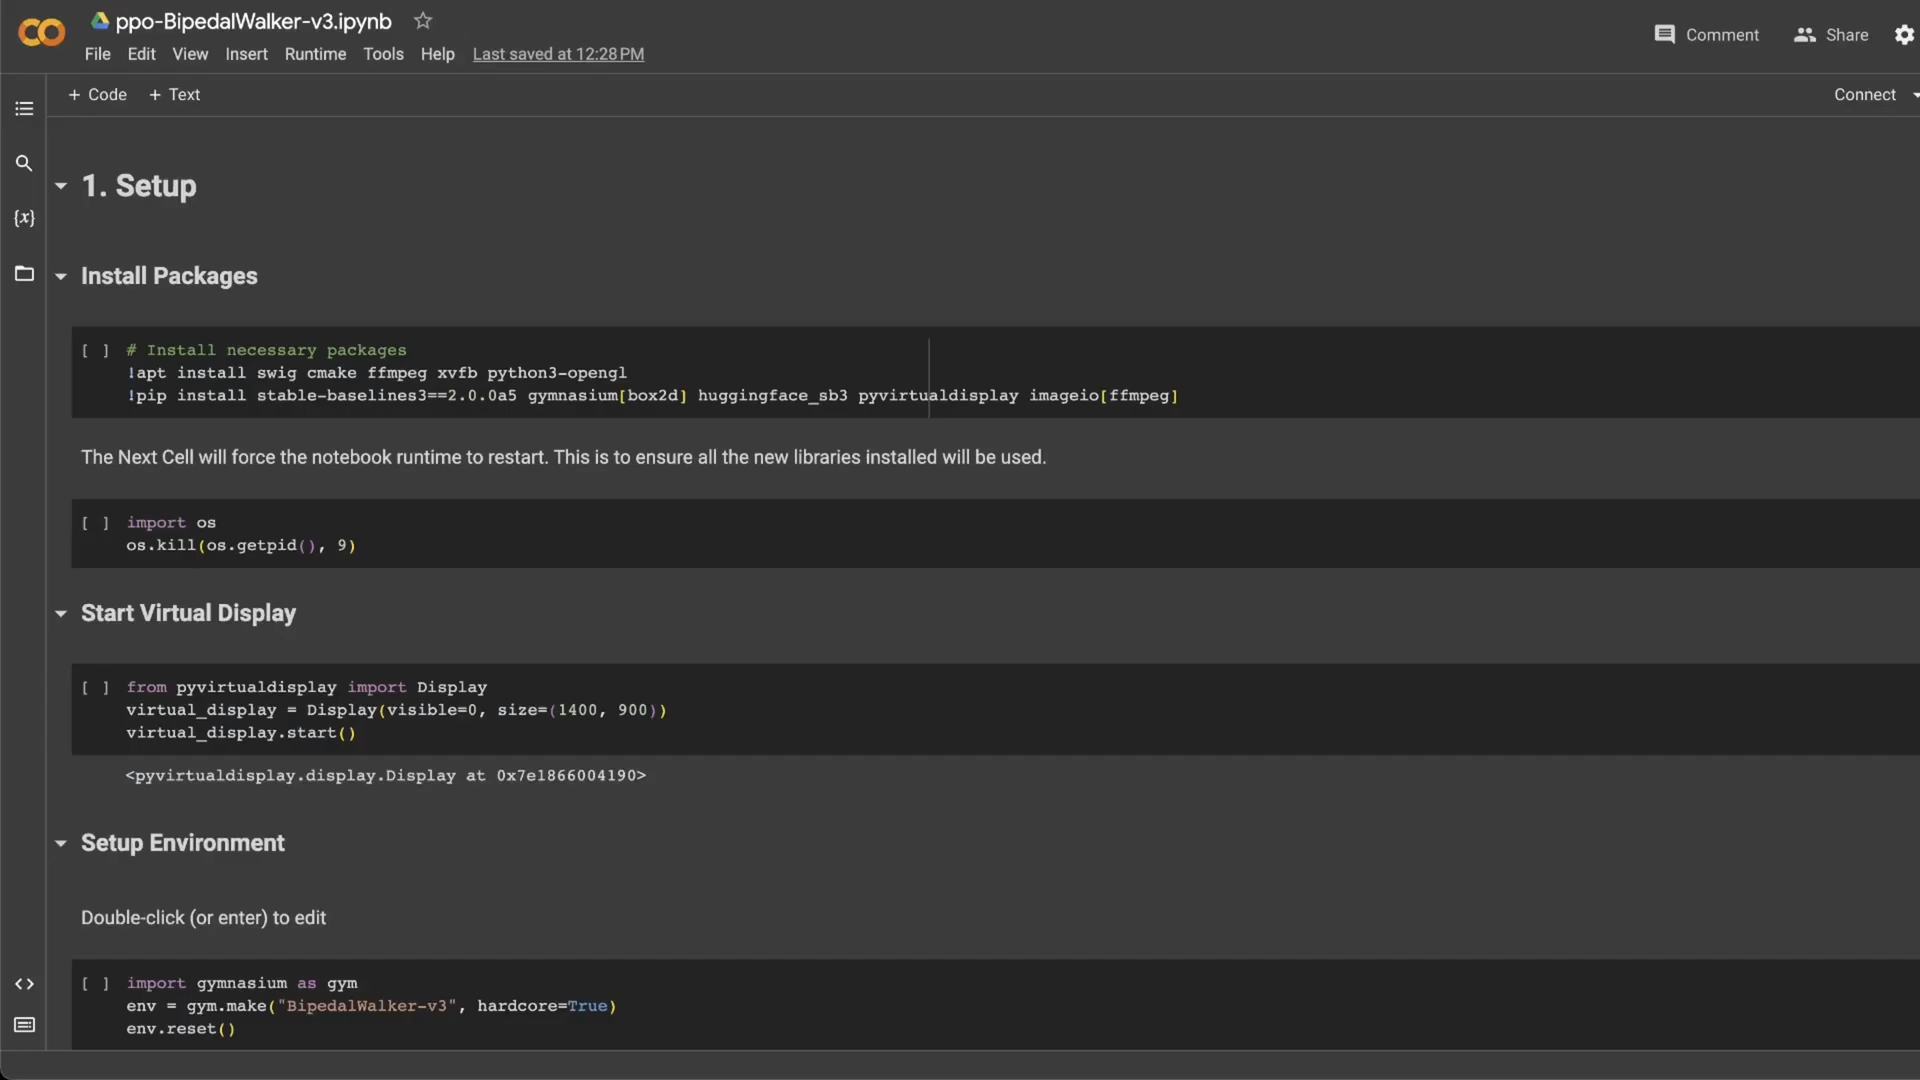 ppo-BipedalWalker-v3.ipynb
File Edit View Insert Runtime Tools Help Last saved at 12:28 PM
Comment Share
+ Code + Text
Connect
{x}
1. Setup
Install Packages
[ ] # Install necessary packages
!apt install swig cmake ffmpeg xvfb python3-opengl
!pip install stable-baselines3==2.0.0a5 gymnasium[box2d] huggingface_sb3 pyvirtualdisplay imageio[ffmpeg]
The Next Cell will force the notebook runtime to restart. This is to ensure all the new libraries installed will be used.
[ ] import os
os.kill(os.getpid(), 9)
Start Virtual Display
[ ] from pyvirtualdisplay import Display
virtual_display = Display(visible=0, size=(1400, 900))
virtual_display.start()
<pyvirtualdisplay.display.Display at 0x7e1866004190>
Setup Environment
Double-click (or enter) to edit
[ ] import gymnasium as gym
env = gym.make("BipedalWalker-v3", hardcore=True)
env.reset()